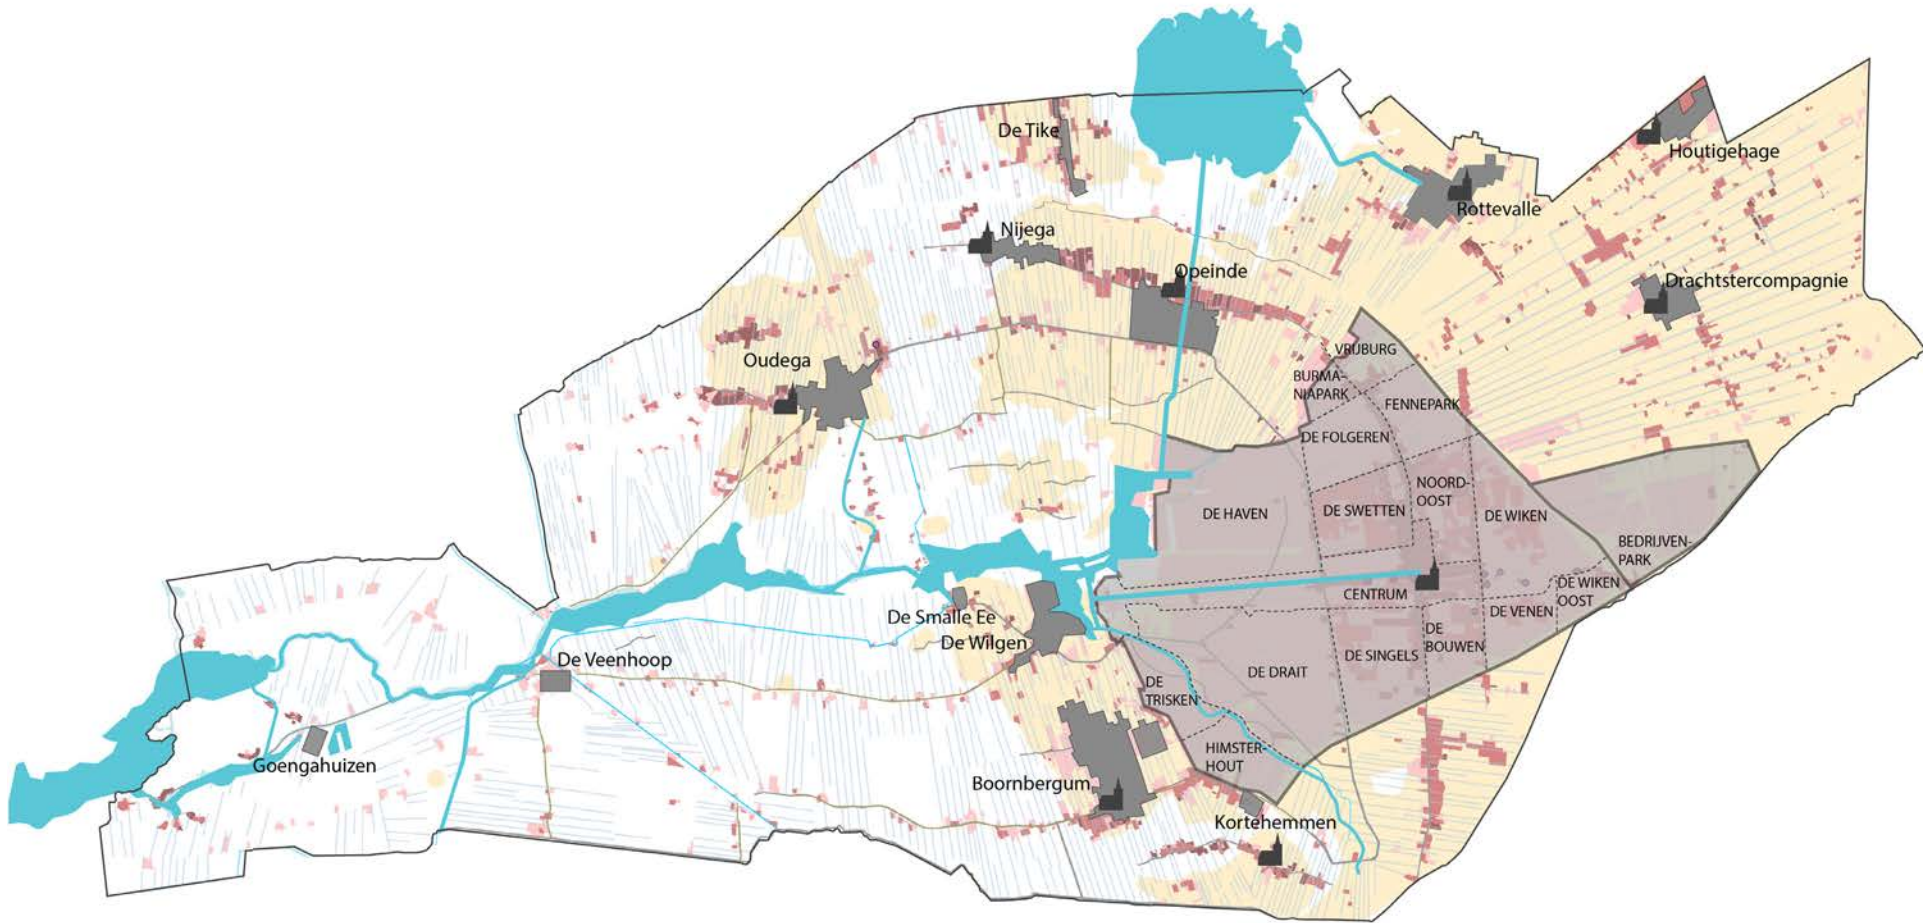 De Tike
Houtigehage
Rottevalle
Nijega
Opeinde
Drachtstercompagnie
Oudega
VRIJBURG
BURMA-
NIAPARK
FENNEPARK
DE FOLGEREN
NOORD-
OOST
DE HAVEN
DE SWETTEN
DE WIKEN
BEDRIJVEN-
PARK
DE WIKEN
OOST
CENTRUM
DE VENEN
De Smalle Ee
De Wilgen
DE
BOUWEN
DE SINGELS
De Veenhoop
DE DRAIT
DE
TRISKEN
HIMSTER-
HOUT
Goengahuizen
Boornbergum
Kortehemmen